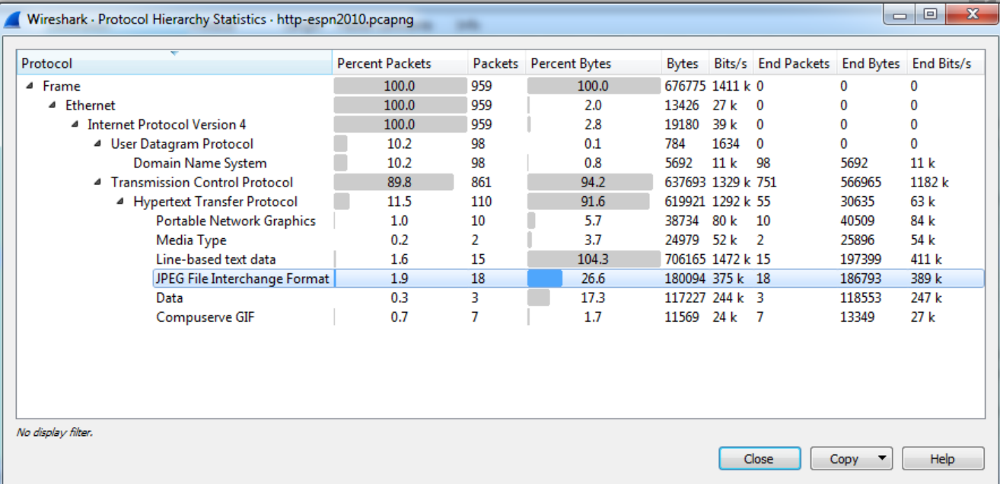 Wireshark · Protocol Hierarchy Statistics · http-espn2010.pcapng
Protocol Percent Packets Packets Percent Bytes Bytes Bits/s End Packets End Bytes End Bits/s
Frame 100.0 959 100.0 676775 1411 k 0 0 0
Ethernet 100.0 959 2.0 13426 27 k 0 0 0
Internet Protocol Version 4 100.0 959 2.8 19180 39 k 0 0 0
User Datagram Protocol 10.2 98 0.1 784 1634 0 0 0
Domain Name System 10.2 98 0.8 5692 11 k 98 5692 11 k
Transmission Control Protocol 89.8 861 94.2 637693 1329 k 751 566965 1182 k
Hypertext Transfer Protocol 11.5 110 91.6 619921 1292 k 55 30635 63 k
Portable Network Graphics 1.0 10 5.7 38734 80 k 10 40509 84 k
Media Type 0.2 2 3.7 24979 52 k 2 25896 54 k
Line-based text data 1.6 15 104.3 706165 1472 k 15 197399 411 k
JPEG File Interchange Format 1.9 18 26.6 180094 375 k 18 186793 389 k
Data 0.3 3 17.3 117227 244 k 3 118553 247 k
Compuserve GIF 0.7 7 1.7 11569 24 k 7 13349 27 k
No display filter.
Close Copy Help